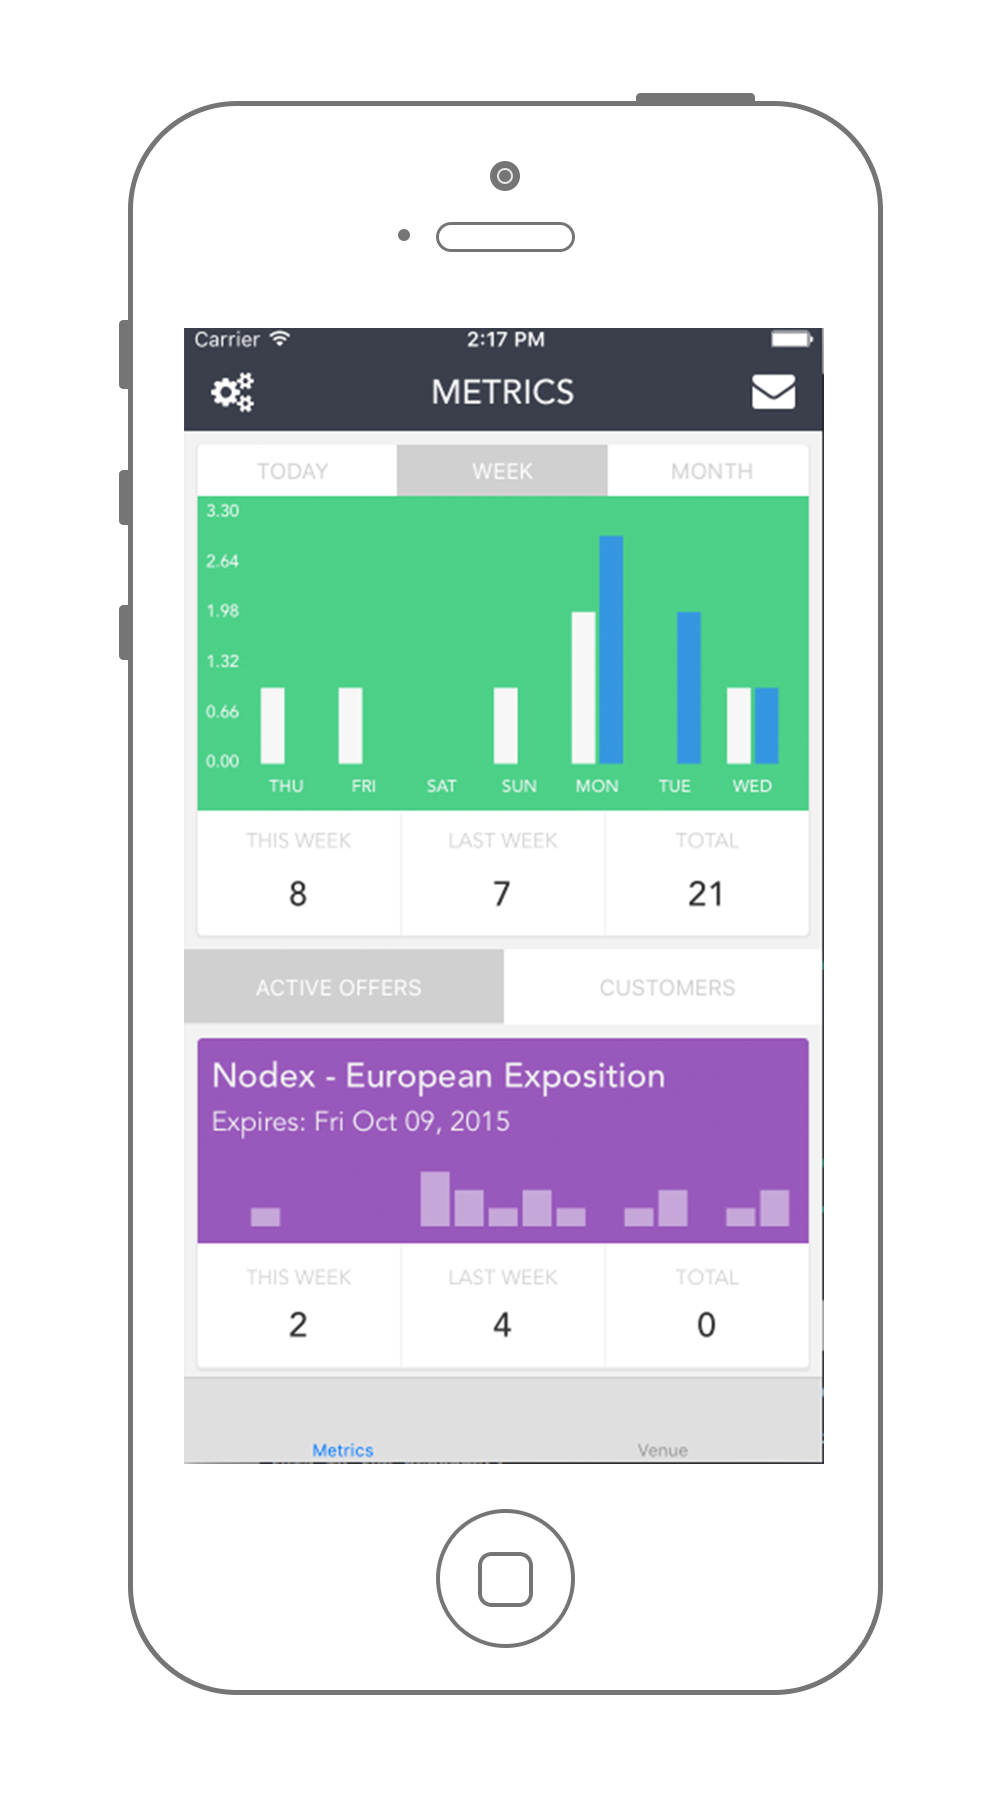 Carrier 2:17 PM
METRICS
TODAY WEEK MONTH
3.30
2.64
1.98
1.32
0.66
0.00
THU FRI SAT SUN MON TUE WED
THIS WEEK LAST WEEK TOTAL
8 7 21
ACTIVE OFFERS CUSTOMERS
Nodex - European Exposition
Expires: Fri Oct 09, 2015
THIS WEEK LAST WEEK TOTAL
2 4 0
Metrics Venue